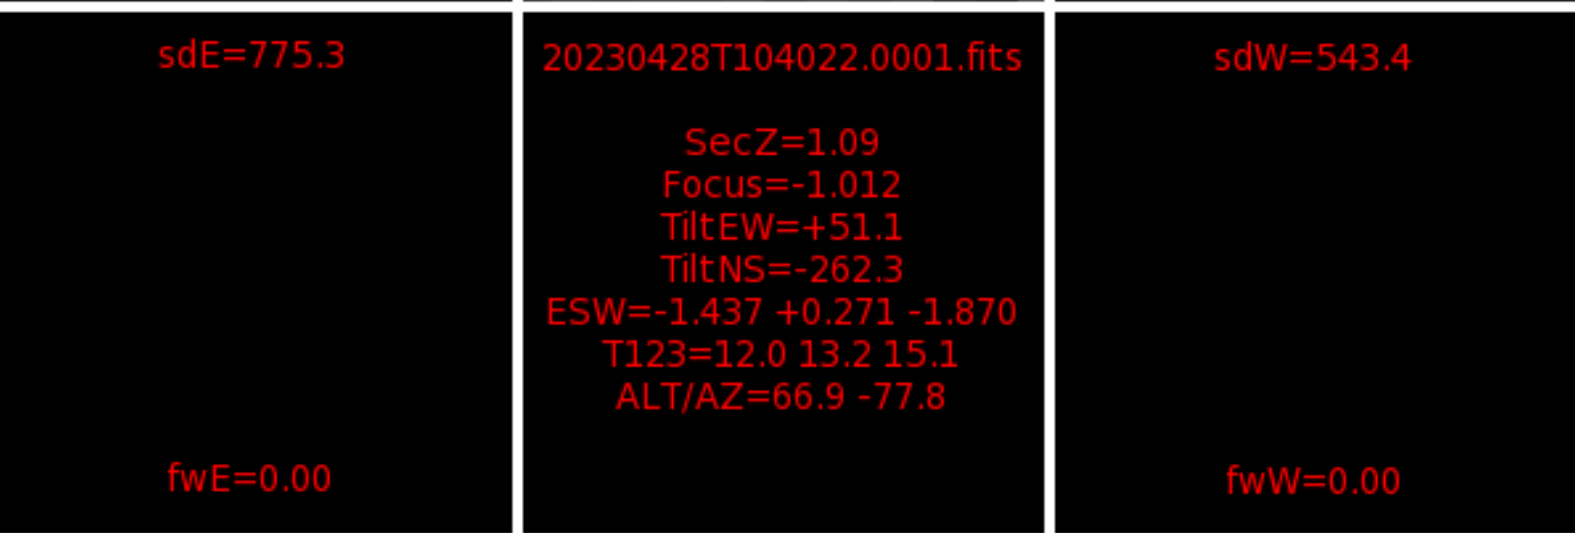 sdE=775.3
20230428T104022.0001.fits
sdW=543.4
SecZ=1.09
Focus=-1.012
TiltEW=+51.1
TiltNS=-262.3
ESW=-1.437 +0.271 -1.870
T123=12.0 13.2 15.1
ALT/AZ=66.9 -77.8
fwE=0.00
fwW=0.00